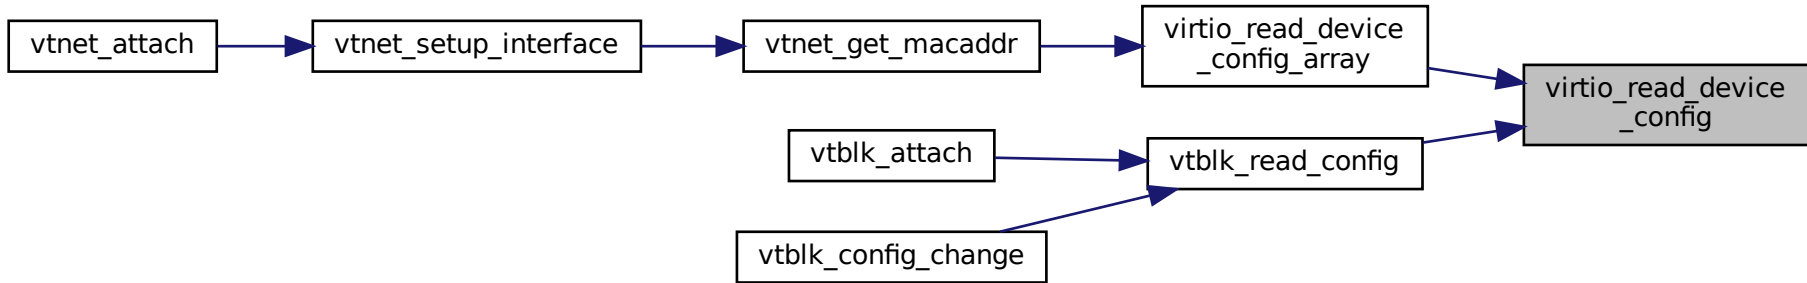 vtnet_attach
vtnet_setup_interface
vtnet_get_macaddr
virtio_read_device
_config_array
virtio_read_device
_config
vtblk_attach
vtblk_read_config
vtblk_config_change